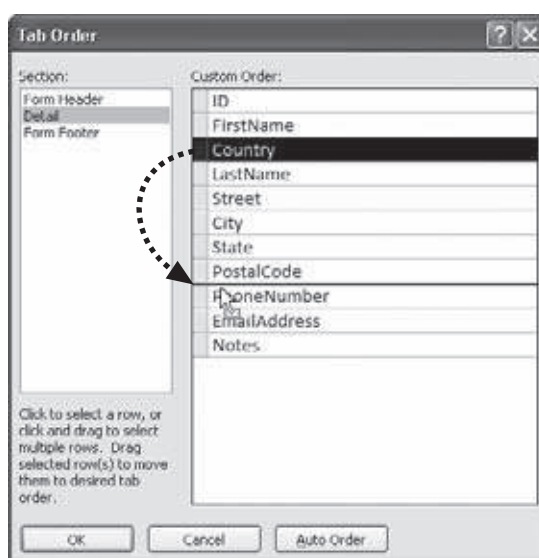 Tab Order
Section:
Custom Order:
Form Header
Detail
Form Footer
ID
FirstName
Country
LastName
Street
City
State
PostalCode
PhoneNumber
EmailAddress
Notes
Click to select a row, or
click and drag to select
multiple rows. Drag
selected row(s) to move
them to desired tab
order.
OK
Cancel
Auto Order